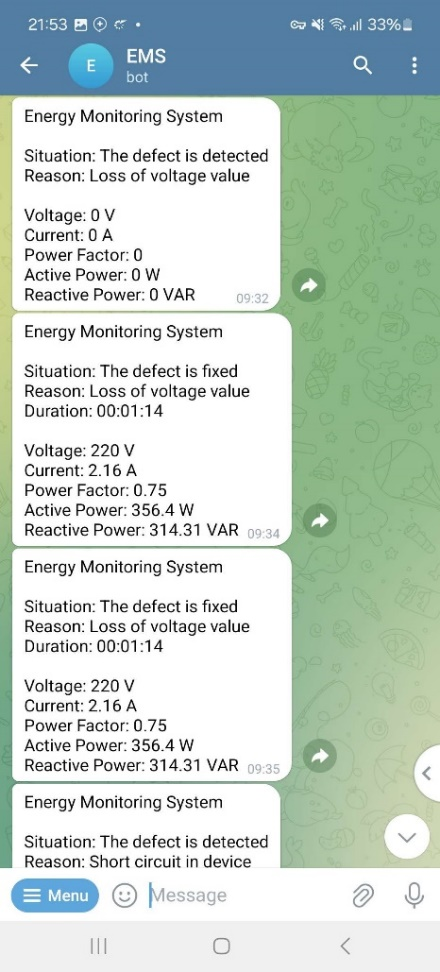 21:53
33%
E
EMS
bot
Energy Monitoring System
Situation: The defect is detected
Reason: Loss of voltage value
Voltage: 0 V
Current: 0 A
Power Factor: 0
Active Power: 0 W
Reactive Power: 0 VAR
09:32
Energy Monitoring System
Situation: The defect is fixed
Reason: Loss of voltage value
Duration: 00:01:14
Voltage: 220 V
Current: 2.16 A
Power Factor: 0.75
Active Power: 356.4 W
Reactive Power: 314.31 VAR
09:34
Energy Monitoring System
Situation: The defect is fixed
Reason: Loss of voltage value
Duration: 00:01:14
Voltage: 220 V
Current: 2.16 A
Power Factor: 0.75
Active Power: 356.4 W
Reactive Power: 314.31 VAR
09:35
Energy Monitoring System
Situation: The defect is detected
Reason: Short circuit in device
Menu
Message